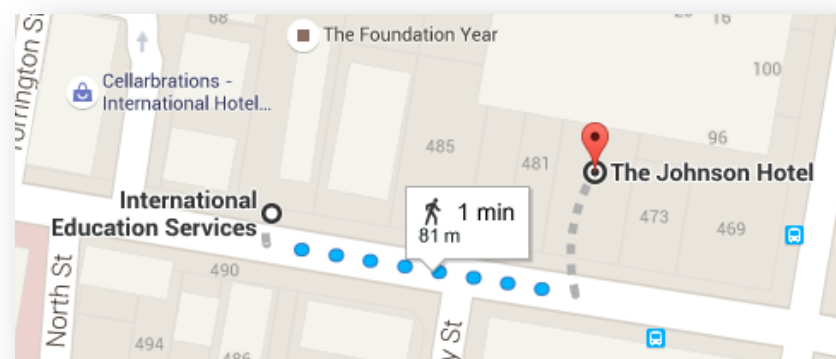 68
16
The Foundation Year
100
Cellarbrations -
International Hotel...
96
485
481
The Johnson Hotel
International
Education Services
1 min
81 m
473
469
490
North St
494